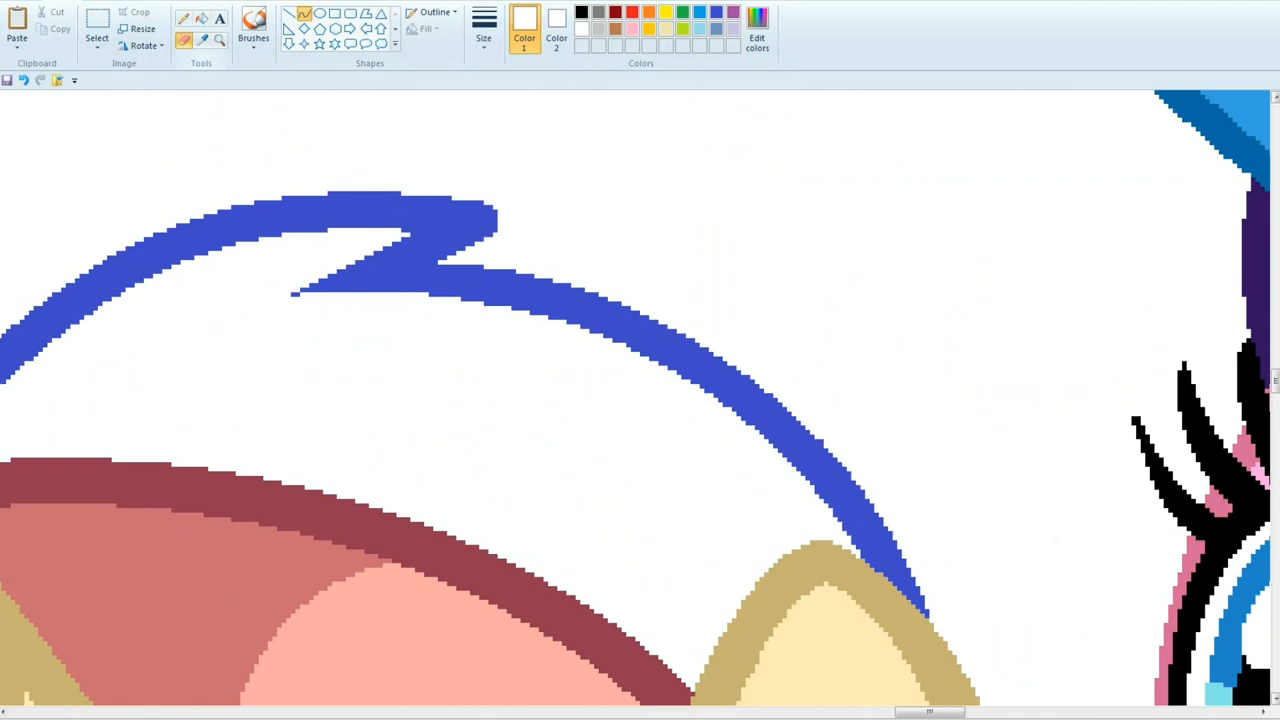 Paste
Cut
Copy
Clipboard
Select
Crop
Resize
Rotate
Image
A
Tools
Brushes
Outline
Fill
Shapes
Size
Color
1
Color
2
Edit
colors
Colors